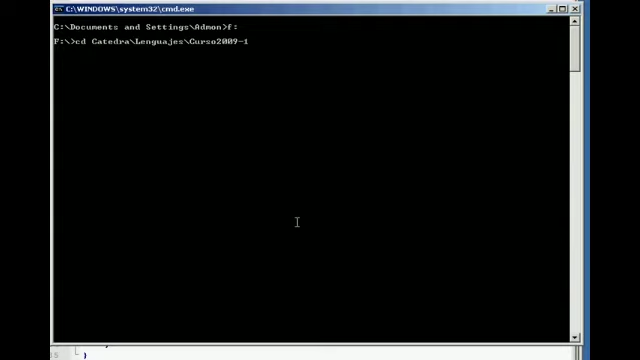 C:\WINDOWS\system32\cmd.exe
C:\Documents and Settings\Admon>f:
F:\>cd Catedra\Lenguajes\Curso2009-1
)